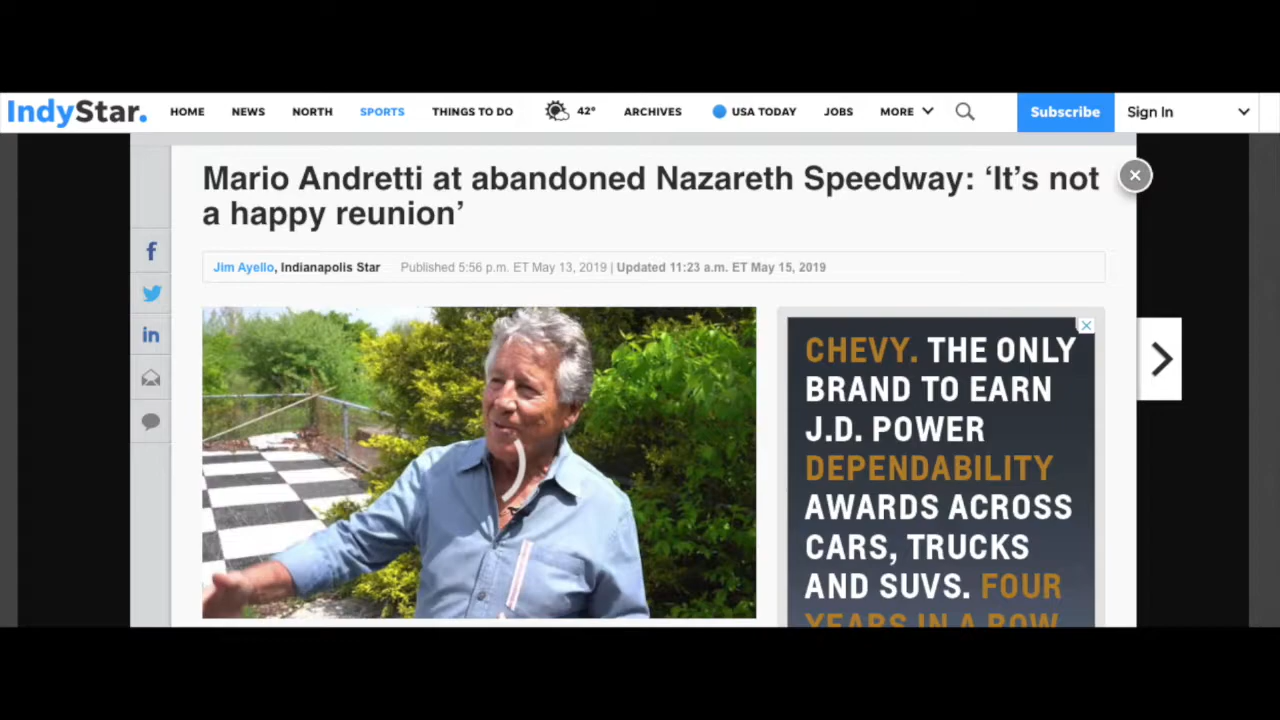 IndyStar. HOME NEWS NORTH SPORTS THINGS TO DO 42° ARCHIVES USA TODAY JOBS MORE Subscribe Sign In
Mario Andretti at abandoned Nazareth Speedway: ‘It’s not
a happy reunion’
Jim Ayello, Indianapolis Star Published 5:56 p.m. ET May 13, 2019 | Updated 11:23 a.m. ET May 15, 2019
CHEVY. THE ONLY
BRAND TO EARN
J.D. POWER
DEPENDABILITY
AWARDS ACROSS
CARS, TRUCKS
AND SUVS. FOUR
YEARS IN A ROW